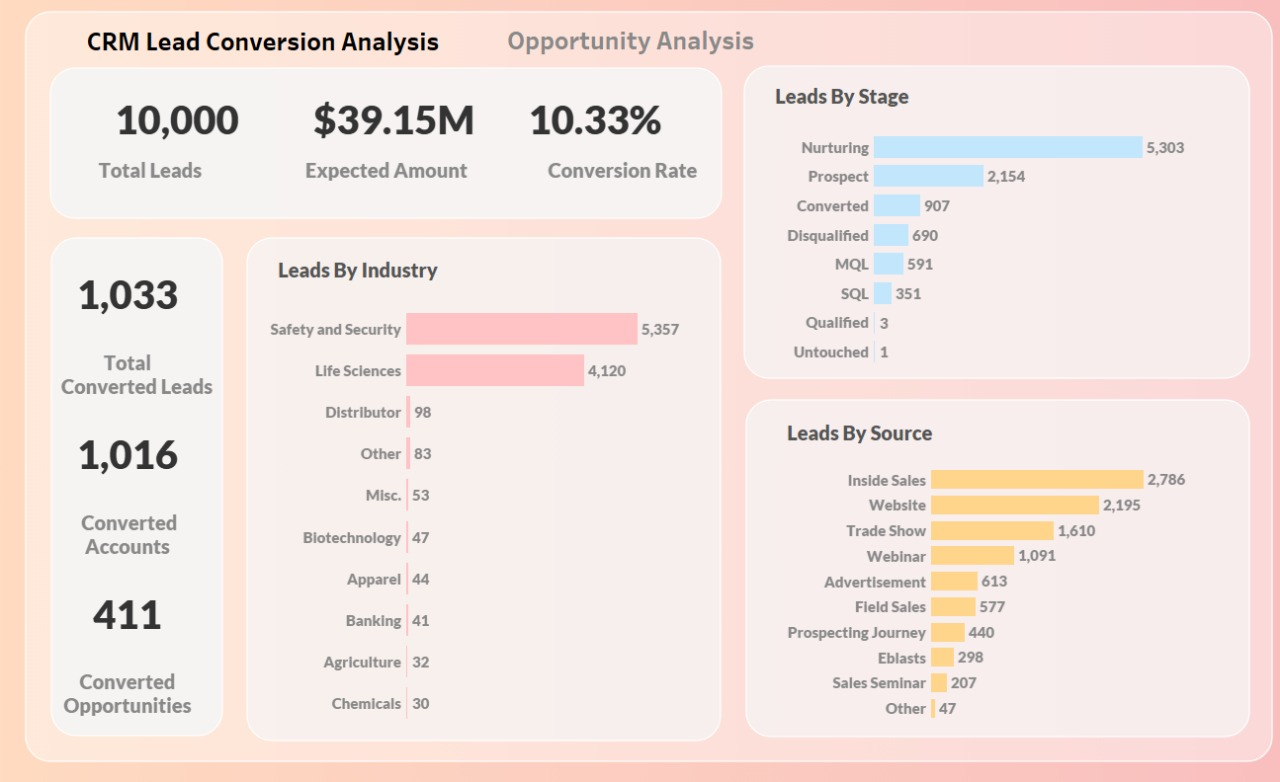 CRM Lead Conversion Analysis
Opportunity Analysis
10,000
Total Leads
$39.15M
Expected Amount
10.33%
Conversion Rate
1,033
Total
Converted Leads
1,016
Converted
Accounts
411
Converted
Opportunities
Leads By Industry
Safety and Security 5,357
Life Sciences 4,120
Distributor 98
Other 83
Misc. 53
Biotechnology 47
Apparel 44
Banking 41
Agriculture 32
Chemicals 30
Leads By Stage
Nurturing 5,303
Prospect 2,154
Converted 907
Disqualified 690
MQL 591
SQL 351
Qualified 3
Untouched 1
Leads By Source
Inside Sales 2,786
Website 2,195
Trade Show 1,610
Webinar 1,091
Advertisement 613
Field Sales 577
Prospecting Journey 440
Eblasts 298
Sales Seminar 207
Other 47